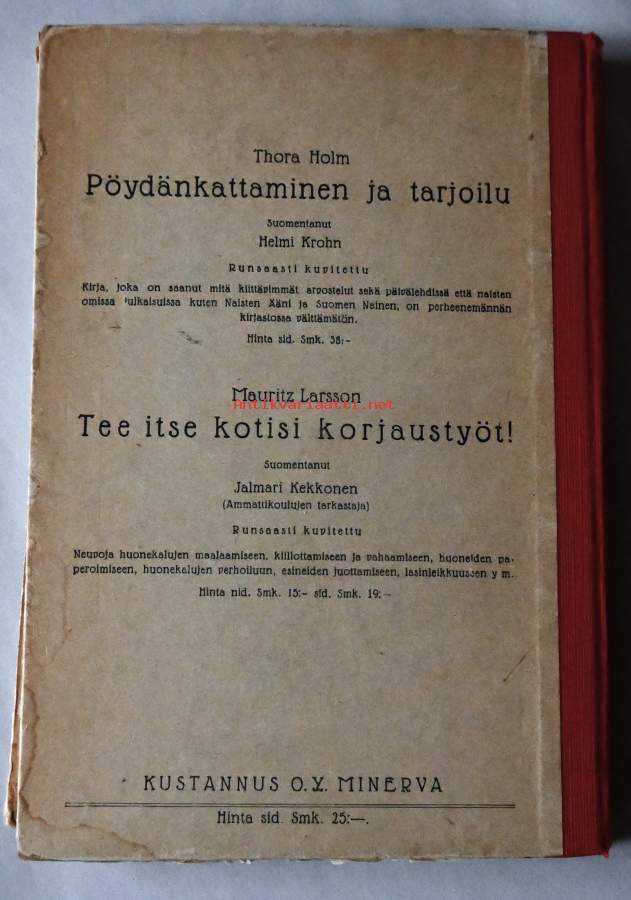 Thora Holm
Pöydänkattaminen ja tarjoilu
Suomentanut
Helmi Krohn
Runsaasti kuvitettu
Kirja, joka on saanut mitä kiittävimmät arvostelut sekä päivälehdissä että naisten
omissa julkaisuissa kuten Naisten Ääni ja Suomen Nainen, on perheenemännän
kirjastossa välttämätön.
Hinta sid. Smk. 38:-
Mauritz Larsson
Antikvariaatti.net
Tee itse kotisi korjaustyöt!
Suomentanut
Jalmari Kekkonen
(Ammattikoulujen tarkastaja)
Runsaasti kuvitettu
Neuvoja huonekalujen maalaamiseen, kiillottamiseen ja vahaamiseen, huoneiden pa-
peroimiseen, huonekalujen verhoiluun, esineiden juottamiseen, lasinleikkuuseen y m.
Hinta nid. Smk. 15:- sid. Smk. 19:-
KUSTANNUS O.Y. MINERVA
Hinta sid. Smk. 25:—.